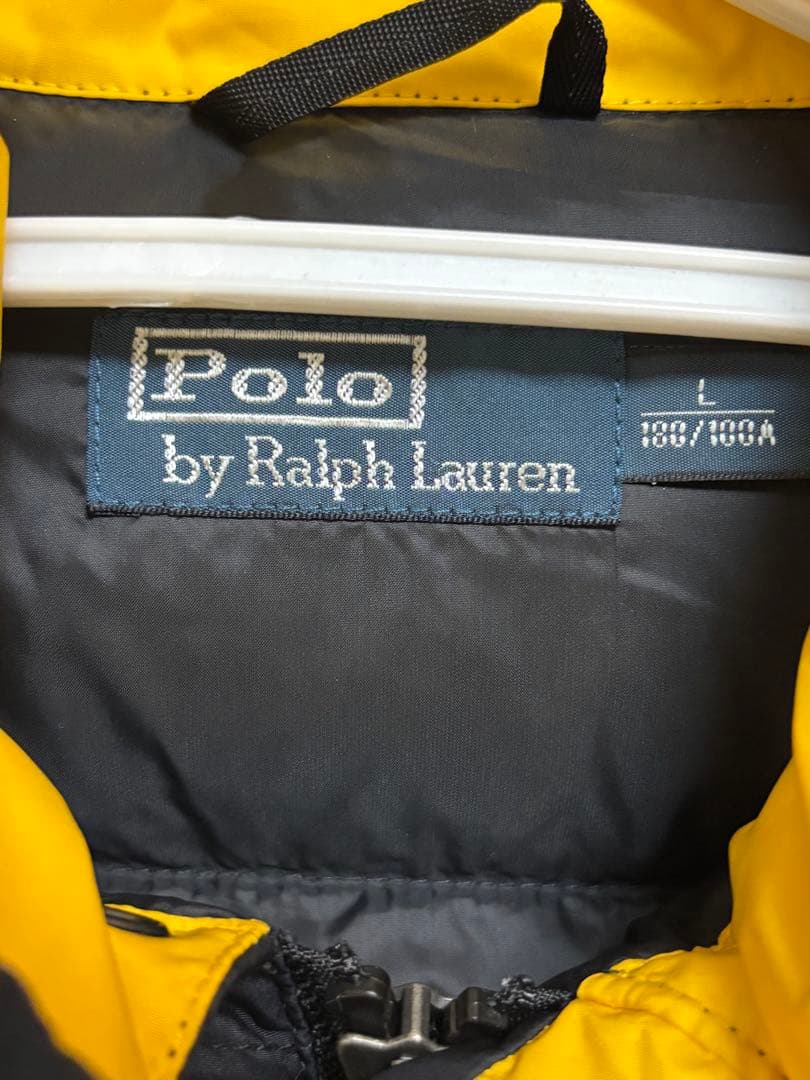 Polo
by Ralph Lauren
L
180/100A